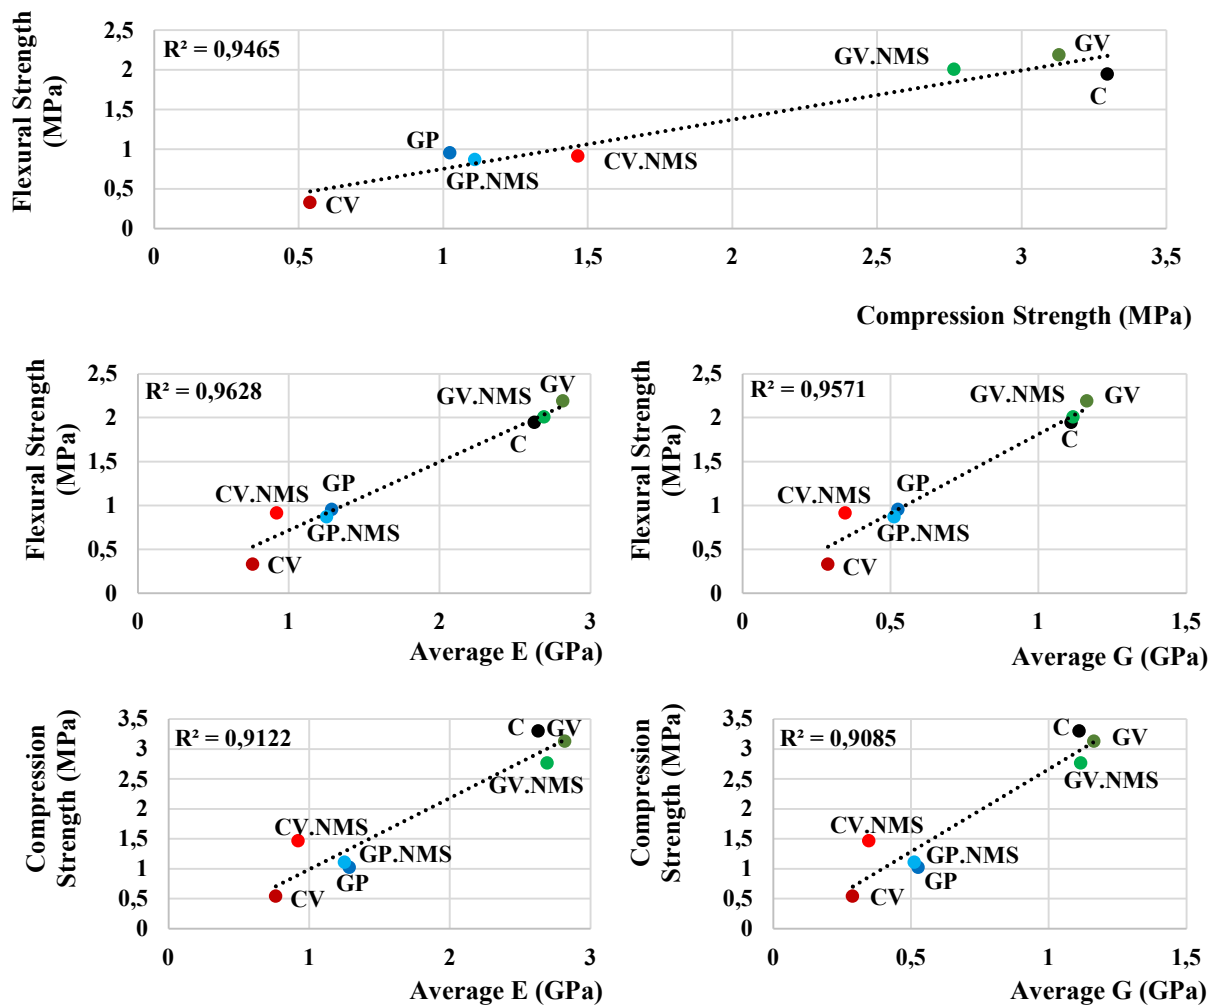 Flexural Strength
(MPa)
2,5
2
1,5
1
0,5
0
R² = 0,9465
GV
GV.NMS
C
GP
GP.NMS
CV.NMS
CV
0
0,5
1
1,5
2
2,5
3
3,5
Compression Strength (MPa)
Flexural Strength
(MPa)
2,5
2
1,5
1
0,5
0
R² = 0,9628
GV
GV.NMS
C
GP
CV.NMS
GP.NMS
CV
0
1
2
3
Average E (GPa)
Flexural Strength
(MPa)
2,5
2
1,5
1
0,5
0
R² = 0,9571
GV.NMS
GV
C
GP
CV.NMS
GP.NMS
CV
0
0,5
1
1,5
Average G (GPa)
Compression
Strength (MPa)
3,5
3
2,5
2
1,5
1
0,5
0
R² = 0,9122
C
GV
GV.NMS
CV.NMS
GP.NMS
GP
CV
0
1
2
3
Average E (GPa)
Compression
Strength (MPa)
3,5
3
2,5
2
1,5
1
0,5
0
R² = 0,9085
C
GV
GV.NMS
CV.NMS
GP.NMS
GP
CV
0
0,5
1
1,5
Average G (GPa)